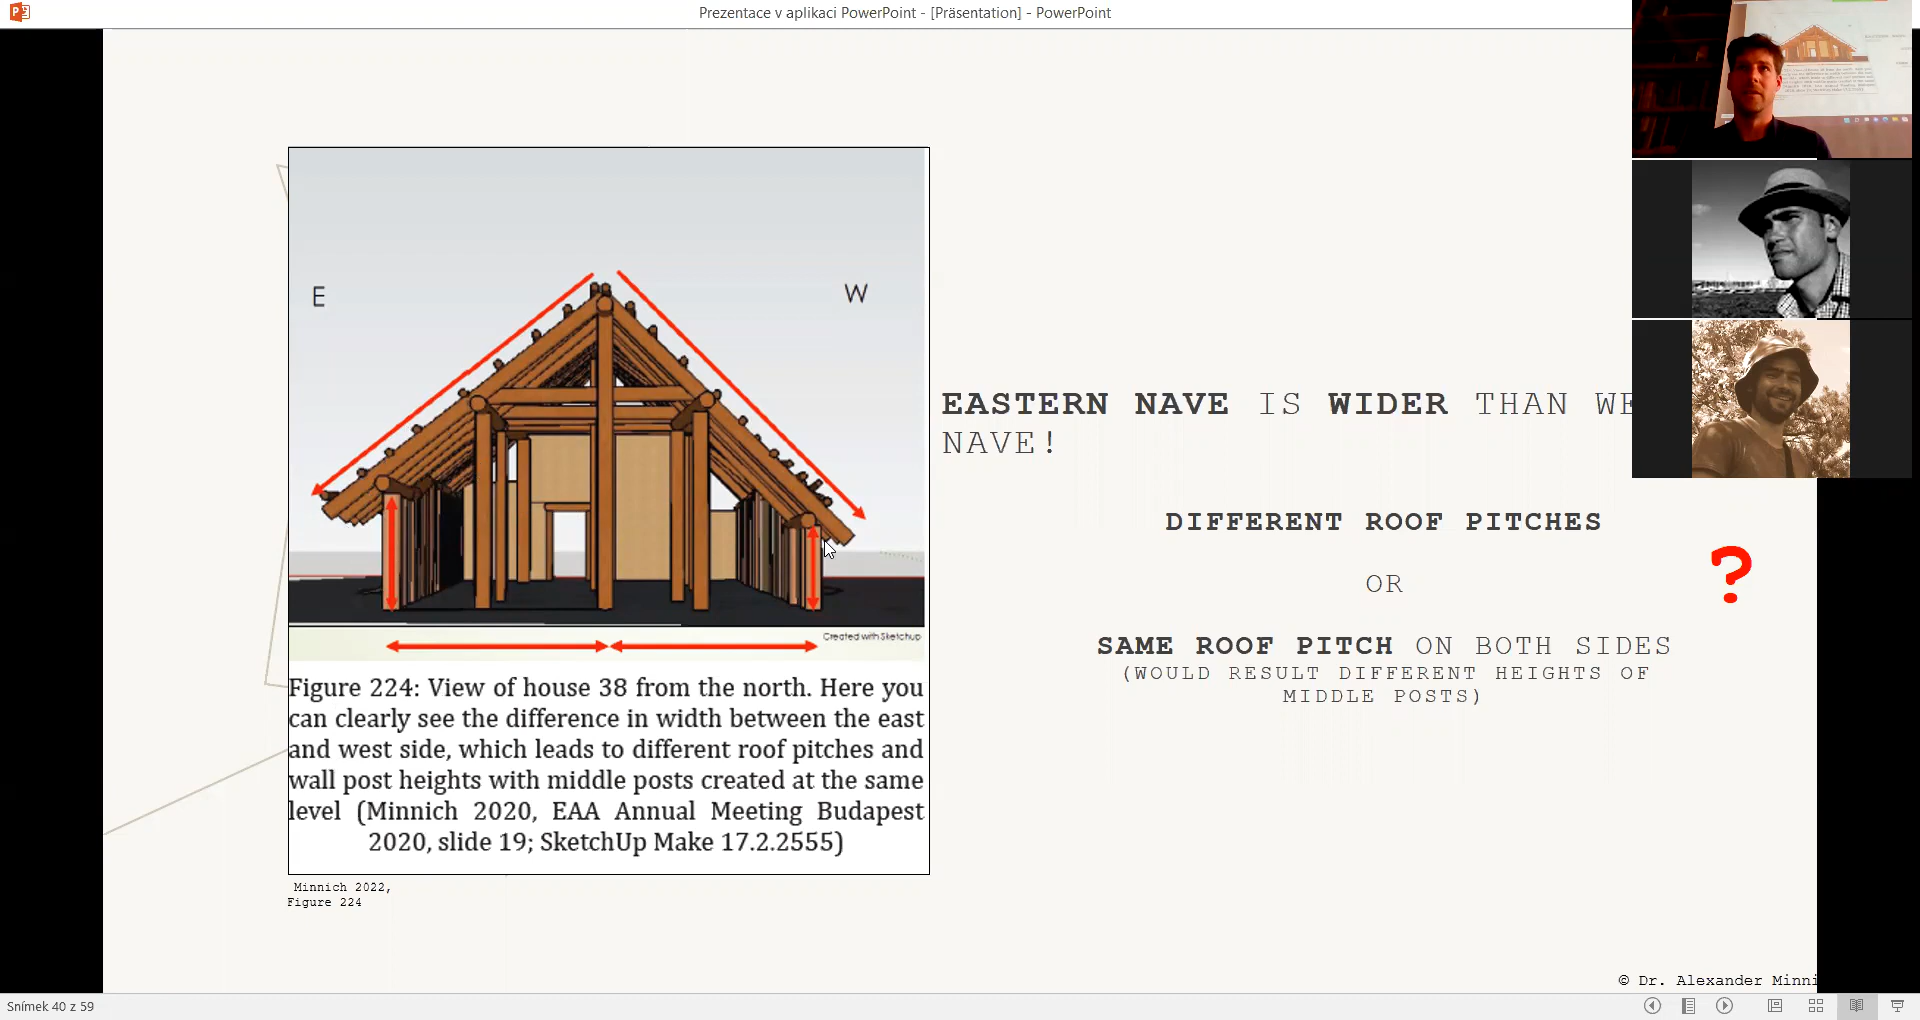 Prezentace v aplikaci PowerPoint - [Präsentation] - PowerPoint
E
W
Created with Sketchup
Figure 224: View of house 38 from the north. Here you
can clearly see the difference in width between the east
and west side, which leads to different roof pitches and
wall post heights with middle posts created at the same
level (Minnich 2020, EAA Annual Meeting Budapest
2020, slide 19; SketchUp Make 17.2.2555)
Minnich 2022,
Figure 224
EASTERN NAVE IS WIDER THAN WE
NAVE!
DIFFERENT ROOF PITCHES
OR
SAME ROOF PITCH ON BOTH SIDES
(WOULD RESULT DIFFERENT HEIGHTS OF
MIDDLE POSTS)
?
© Dr. Alexander Minni
Snímek 40 z 59